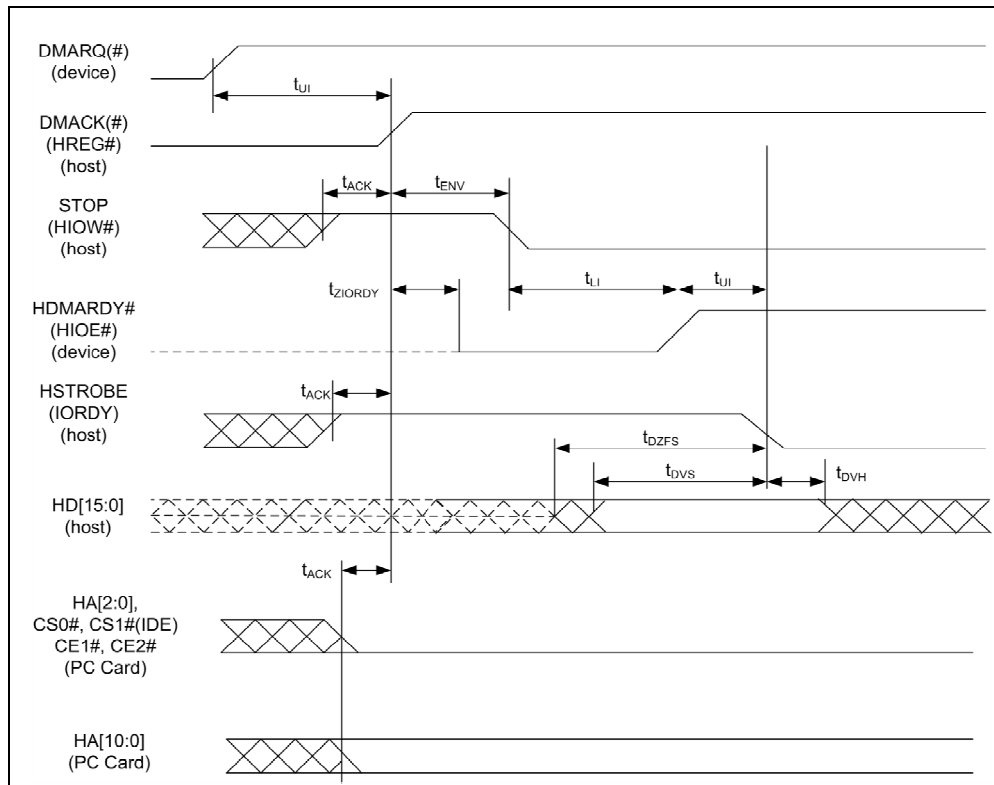 DMARQ(#)
(device)
tUI
DMACK(#)
(HREG#)
(host)
tACK
tENV
STOP
(HIOW#)
(host)
tZIORDY
tLI
tUI
HDMARDY#
(HIOE#)
(device)
tACK
HSTROBE
(IORDY)
(host)
tDZFS
tDVS
tDVH
HD[15:0]
(host)
tACK
HA[2:0],
CS0#, CS1#(IDE)
CE1#, CE2#
(PC Card)
HA[10:0]
(PC Card)